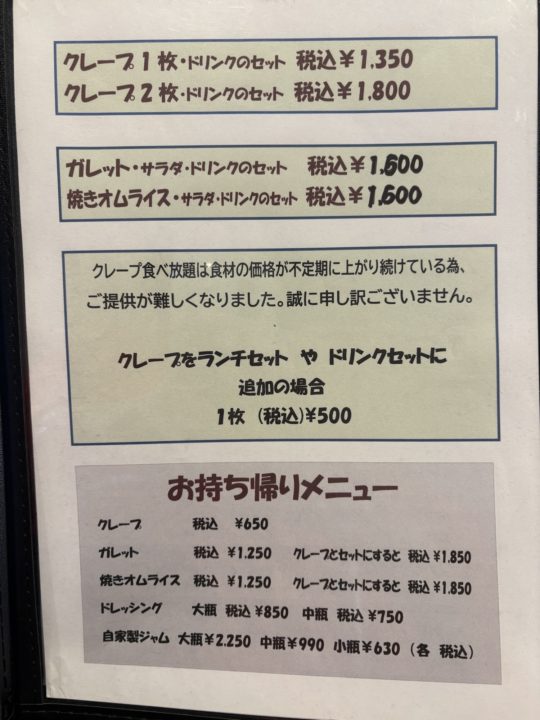 クレープ1枚・ドリンクのセット 税込￥1,350
クレープ2枚・ドリンクのセット 税込￥1,800
ガレット・サラダ・ドリンクのセット 税込￥1,600
焼きオムライス・サラダ・ドリンクのセット 税込￥1,600
クレープ食べ放題は食材の価格が不定期に上がり続けている為、
ご提供が難しくなりました。誠に申し訳ございません。
クレープをランチセット や ドリンクセットに
追加の場合
1枚 (税込)¥500
お持ち帰りメニュー
クレープ 税込 ¥650
ガレット 税込 ¥1,250 クレープとセットにすると 税込 ¥1,850
焼きオムライス 税込 ¥1,250 クレープとセットにすると 税込 ¥1,850
ドレッシング 大瓶 税込 ¥850 中瓶 税込 ¥750
自家製ジャム 大瓶 ¥2,250 中瓶 ¥990 小瓶 ¥630 (各 税込)